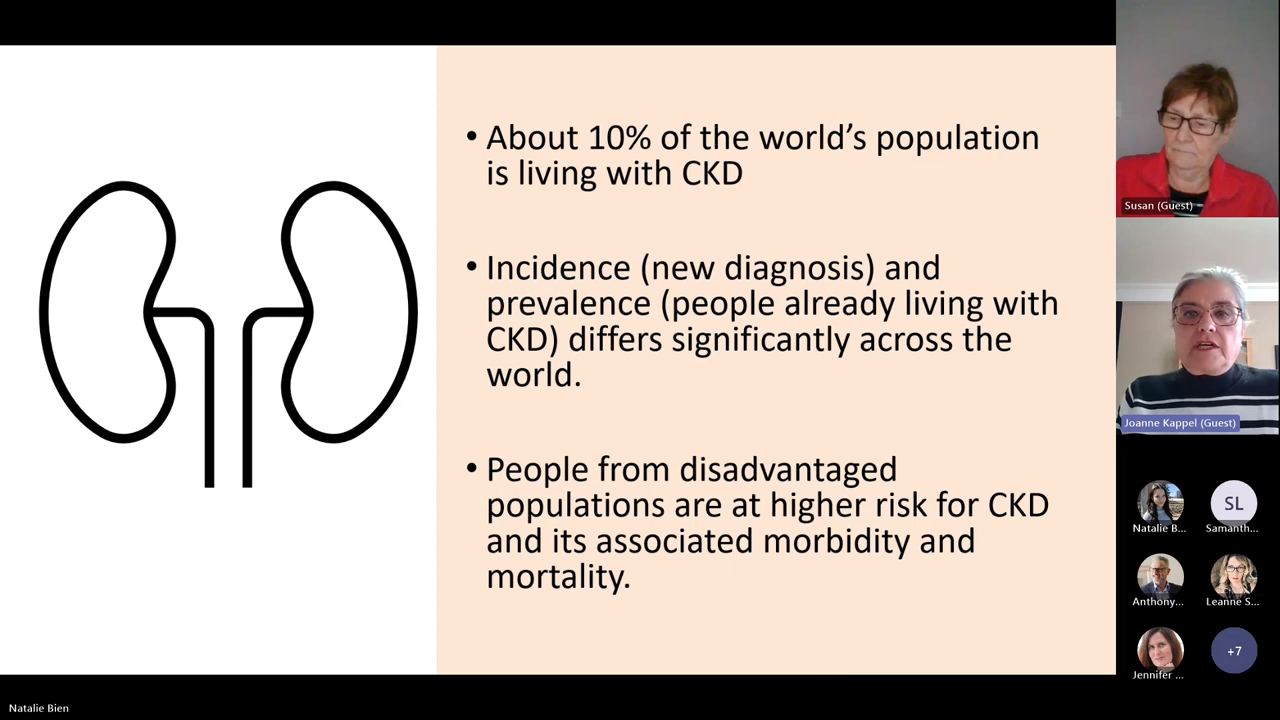 • About 10% of the world’s population
is living with CKD
• Incidence (new diagnosis) and
prevalence (people already living with
CKD) differs significantly across the
world.
• People from disadvantaged
populations are at higher risk for CKD
and its associated morbidity and
mortality.
Susan (Guest)
Joanne Kappel (Guest)
Natalie B...
SL
Samanth...
Anthony...
Leanne S...
Jennifer ...
+7
Natalie Bien